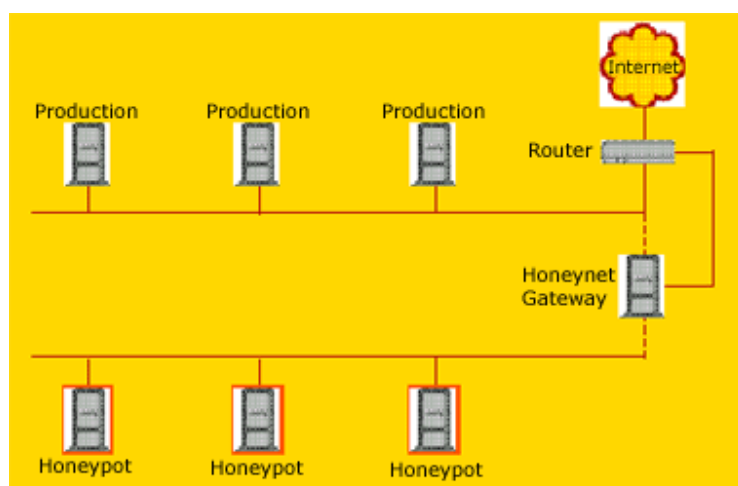 Internet
Production
Production
Production
Router
Honeynet
Gateway
Honeypot
Honeypot
Honeypot